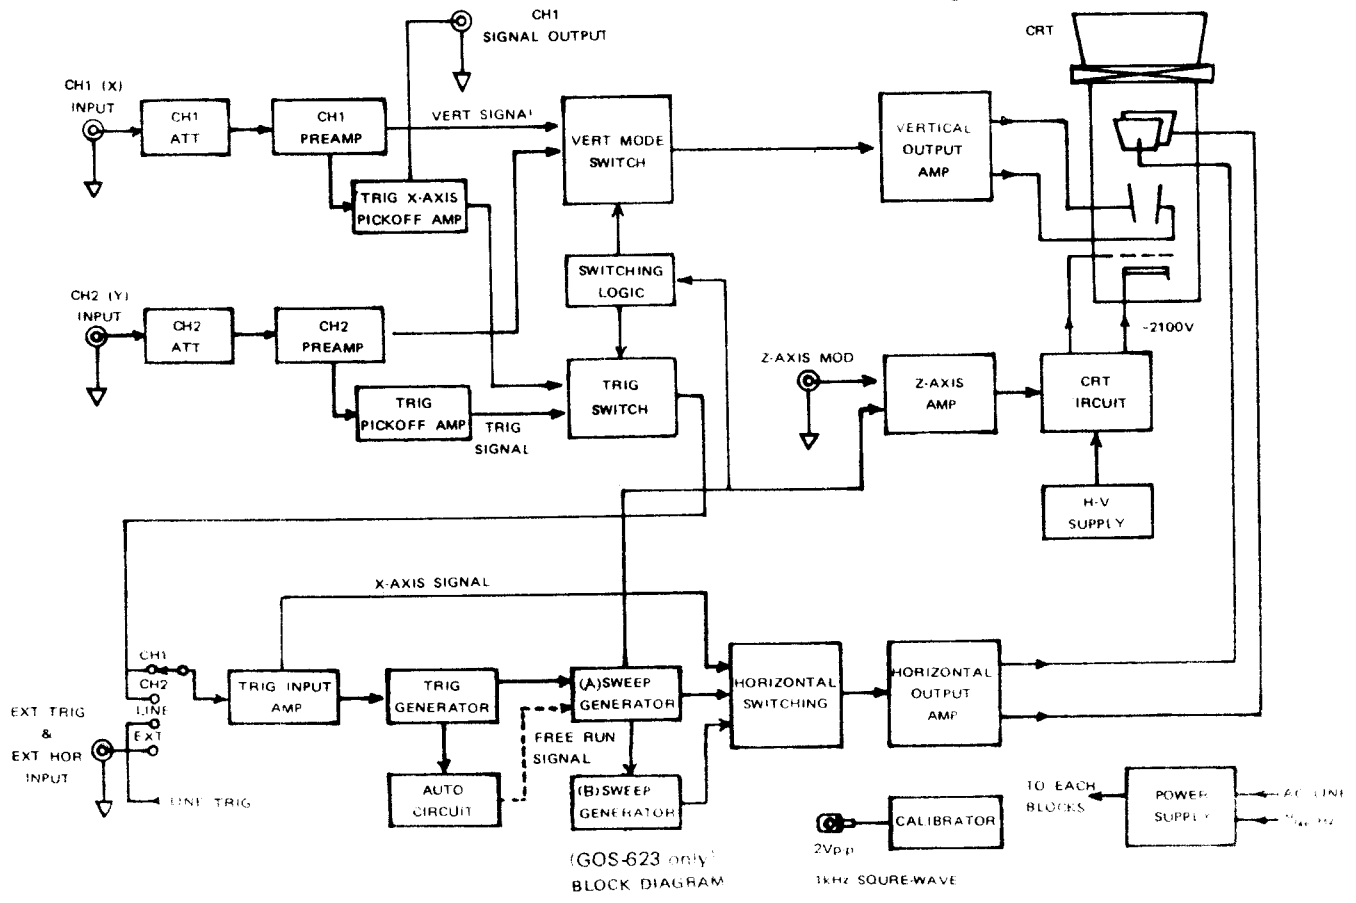 CH1
SIGNAL OUTPUT
CRT
CH1 (X)
INPUT
CH1
ATT
CH1
PREAMP
VERT SIGNAL
VERT MODE
SWITCH
VERTICAL
OUTPUT
AMP
TRIG X-AXIS
PICKOFF AMP
SWITCHING
LOGIC
CH2 (Y)
INPUT
CH2
ATT
CH2
PREAMP
-2100V
Z-AXIS MOD
Z-AXIS
AMP
CRT
IRCUIT
TRIG
SWITCH
TRIG
PICKOFF AMP
TRIG
SIGNAL
H-V
SUPPLY
X-AXIS SIGNAL
CH1
CH2
LINE
EXT
EXT TRIG
&
EXT HOR
INPUT
LINE TRIG
TRIG INPUT
AMP
TRIG
GENERATOR
(A)SWEEP
GENERATOR
HORIZONTAL
SWITCHING
HORIZONTAL
OUTPUT
AMP
FREE RUN
SIGNAL
AUTO
CIRCUIT
(B)SWEEP
GENERATOR
(GOS-623 only)
BLOCK DIAGRAM
CALIBRATOR
2Vp.p
1kHz SQURE-WAVE
TO EACH
BLOCKS
POWER
SUPPLY
AC LINE